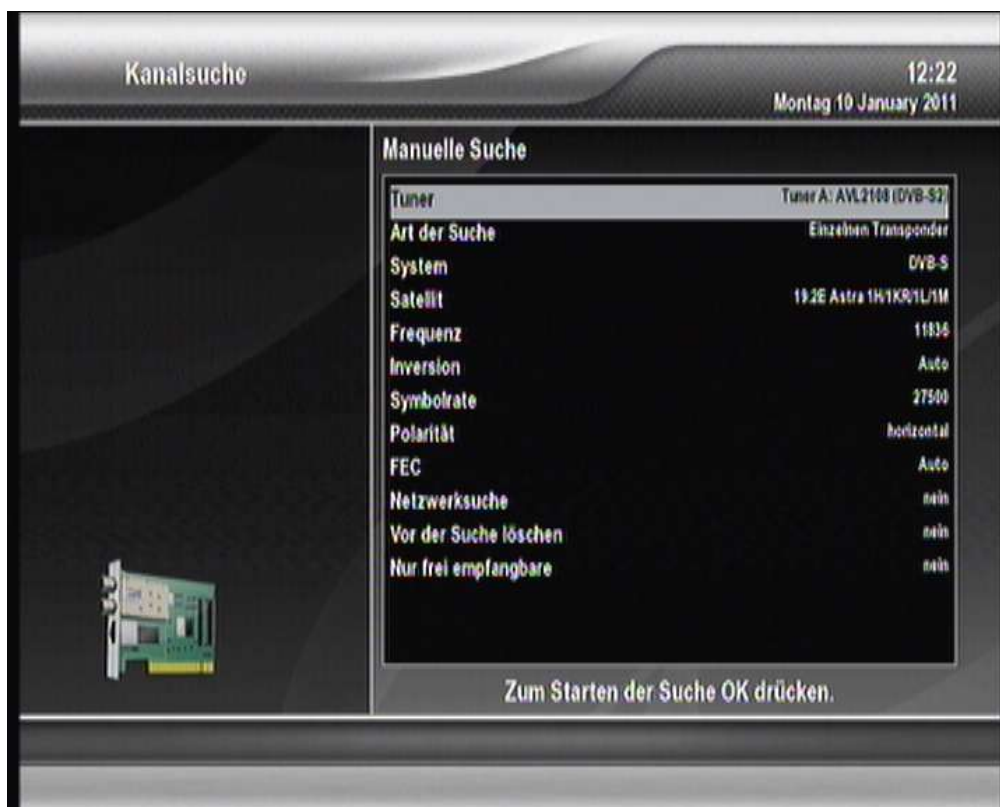 Kanalsuche
12:22
Montag 10 January 2011
Manuelle Suche
Tuner Tuner A: AVL2108 (DVB-S2)
Art der Suche Einzelnen Transponder
System DVB-S
Satellit 19.2E Astra 1H/1KR/1L/1M
Frequenz 11836
Inversion Auto
Symbolrate 27500
Polarität horizontal
FEC Auto
Netzwerksuche nein
Vor der Suche löschen nein
Nur frei empfangbare nein
Zum Starten der Suche OK drücken.